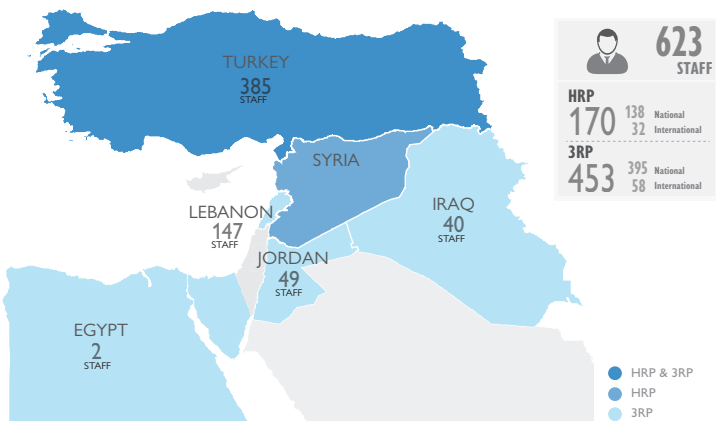 TURKEY
385
STAFF
SYRIA
LEBANON
147
STAFF
IRAQ
40
STAFF
JORDAN
49
STAFF
EGYPT
2
STAFF
623
STAFF
HRP
170
138 National
32 International
3RP
453
395 National
58 International
HRP & 3RP
HRP
3RP